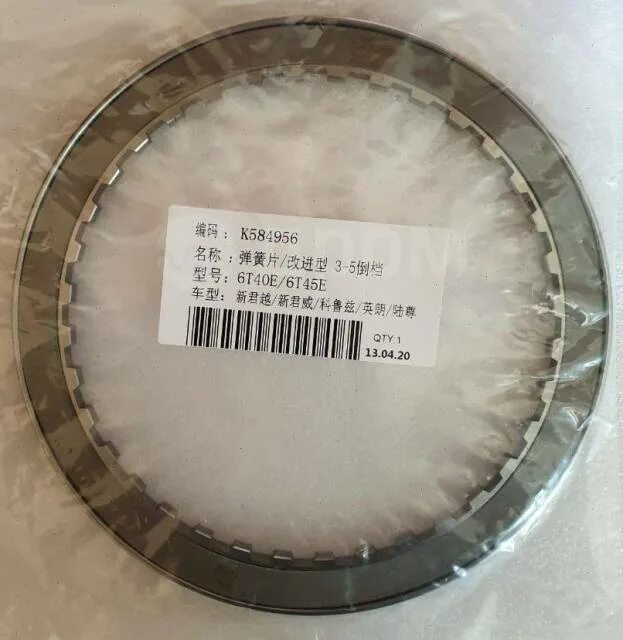 编码： K584956
名称：弹簧片/改进型 3-5倒档
型号：6T40E/6T45E
车型：新君越/新君威/科鲁兹/英朗/陆尊
QTY.1
13.04.20